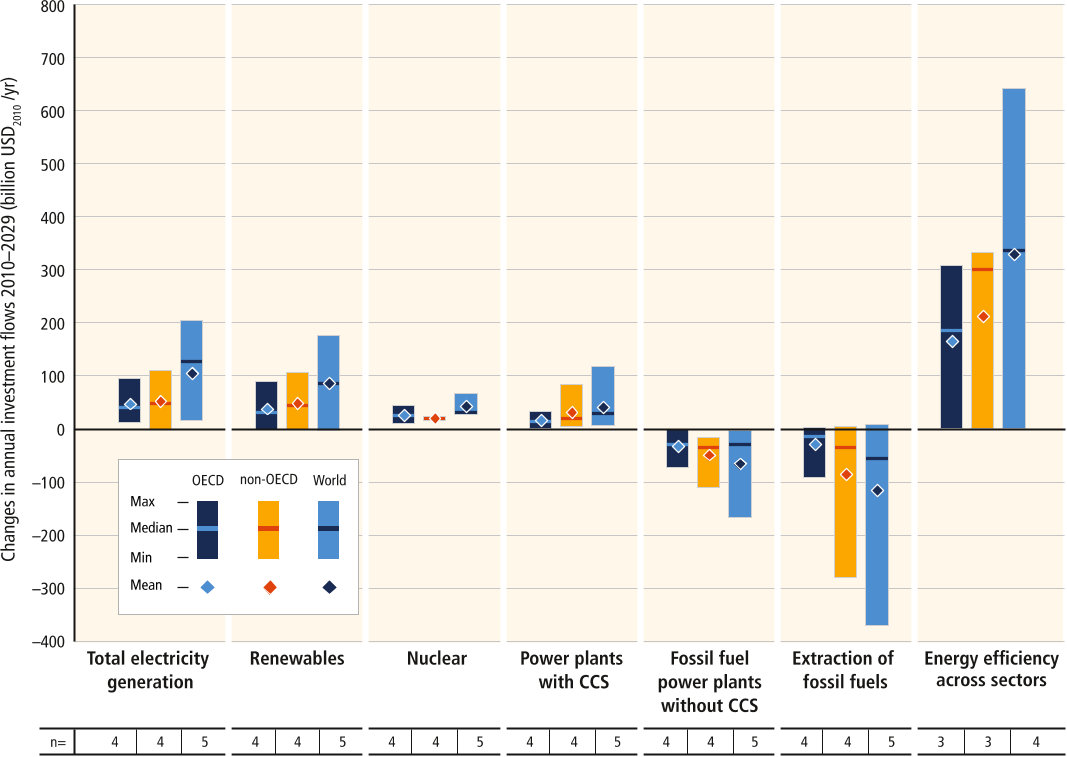 Changes in annual investment flows 2010–2029 (billion USD2010 /yr)
800
700
600
500
400
300
200
100
0
–100
–200
–300
–400
OECD non-OECD World
Max
Median
Min
Mean
Total electricity
generation
Renewables
Nuclear
Power plants
with CCS
Fossil fuel
power plants
without CCS
Extraction of
fossil fuels
Energy efficiency
across sectors
n= 4 4 5 4 4 5 4 4 5 4 4 5 4 4 5 4 4 5 3 3 4